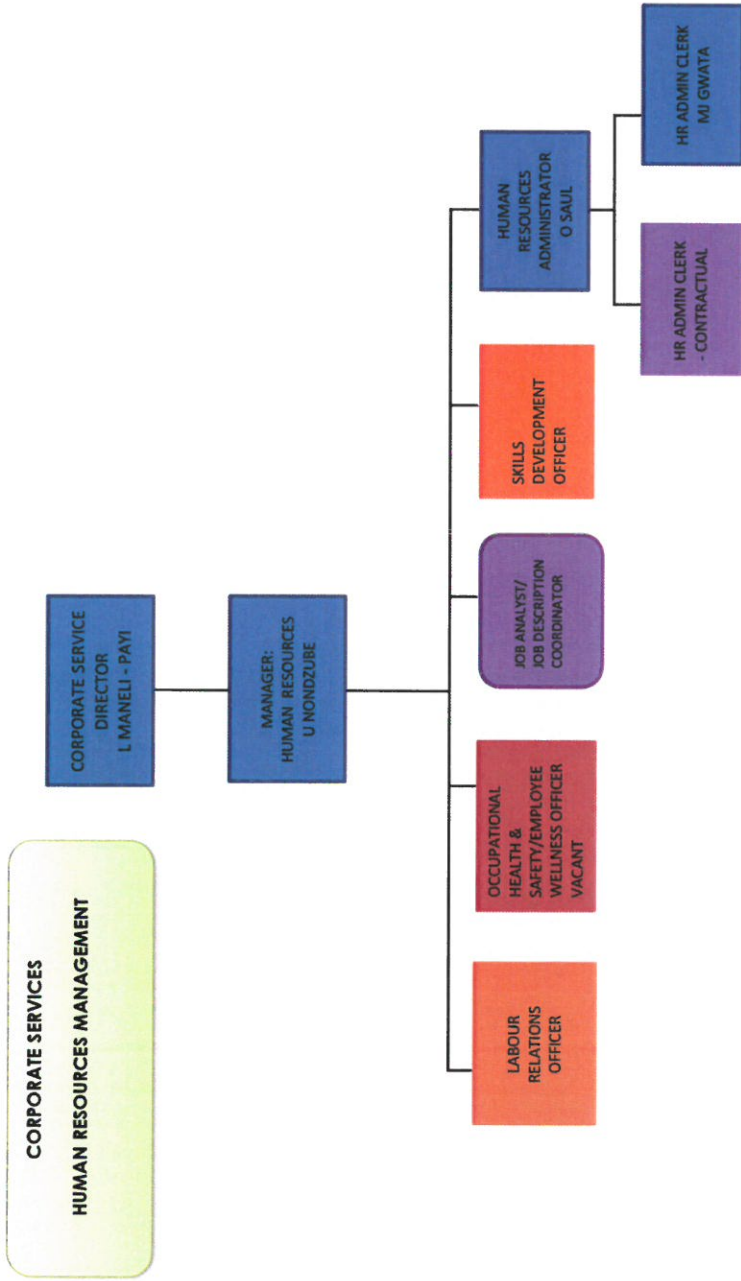 CORPORATE SERVICES
HUMAN RESOURCES MANAGEMENT
CORPORATE SERVICE
DIRECTOR
L MANELI - PAYI
MANAGER:
HUMAN RESOURCES
U NONDZUBE
LABOUR
RELATIONS
OFFICER
OCCUPATIONAL
HEALTH &
SAFETY/EMPLOYEE
WELLNESS OFFICER
VACANT
JOB ANALYST/
JOB DESCRIPTION
COORDINATOR
SKILLS
DEVELOPMENT
OFFICER
HUMAN
RESOURCES
ADMINISTRATOR
O SAUL
HR ADMIN CLERK
- CONTRACTUAL
HR ADMIN CLERK
MJ GWATA